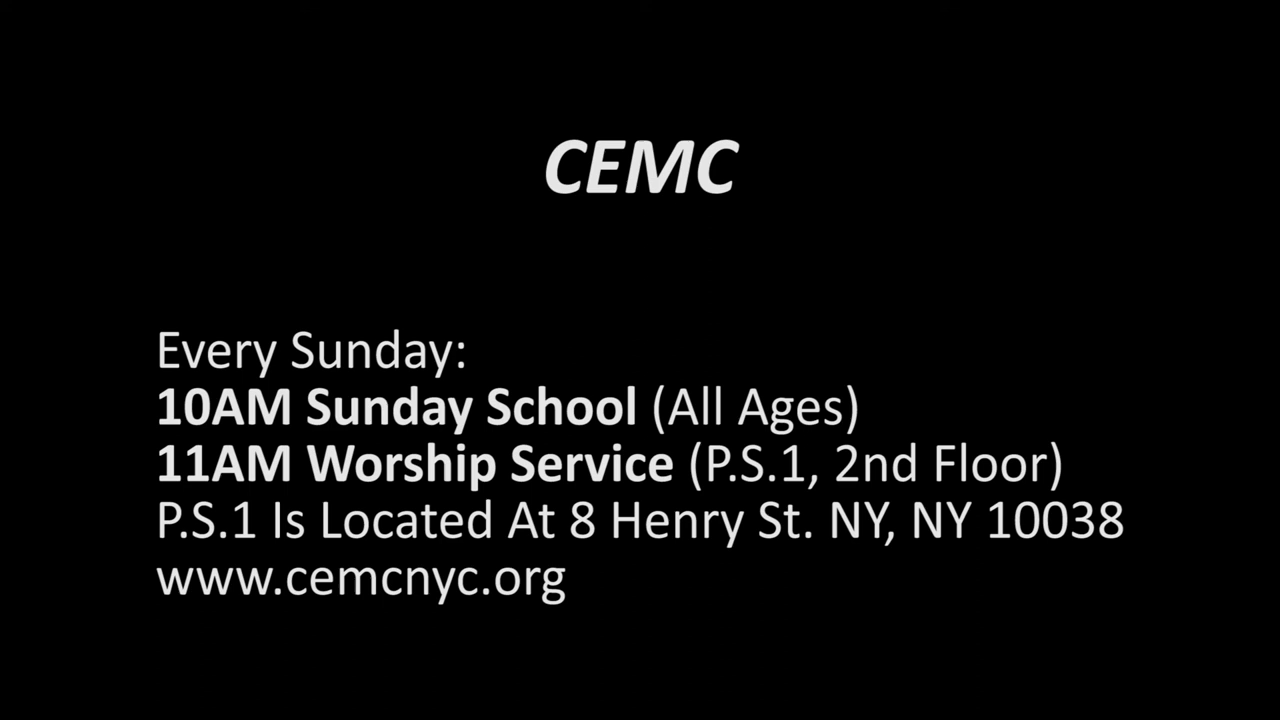 CEMC
Every Sunday:
10AM Sunday School (All Ages)
11AM Worship Service (P.S.1, 2nd Floor)
P.S.1 Is Located At 8 Henry St. NY, NY 10038
www.cemcnyc.org